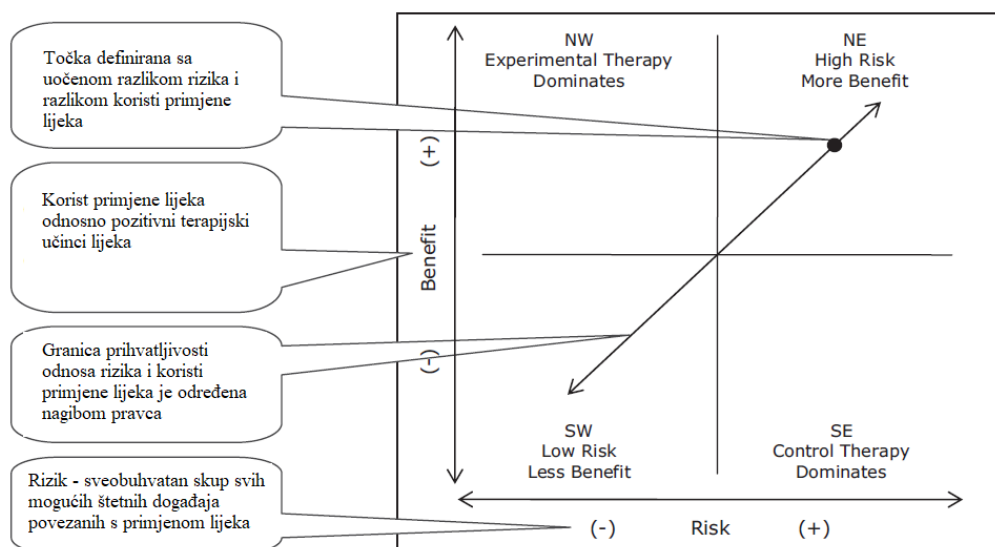 Točka definirana sa
uočenom razlikom rizika i
razlikom koristi primjene
lijeka
Korist primjene lijeka
odnosno pozitivni terapijski
učinci lijeka
Granica prihvatljivosti
odnosa rizika i koristi
primjene lijeka je određena
nagibom pravca
Rizik - sveobuhvatan skup svih
mogućih štetnih događaja
povezanih s primjenom lijeka
NW
Experimental Therapy
Dominates
NE
High Risk
More Benefit
(+)
Benefit
(-)
SW
Low Risk
Less Benefit
SE
Control Therapy
Dominates
(-) Risk (+)